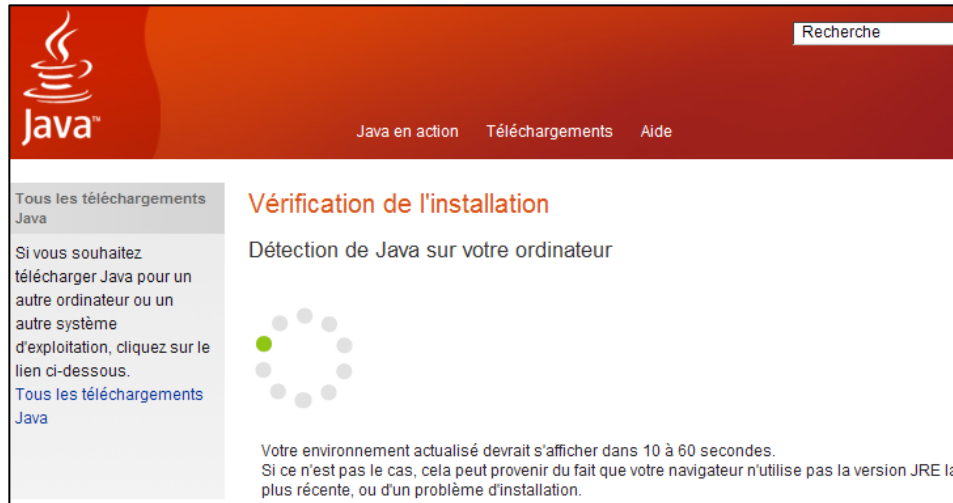 Recherche
Java™
Java en action Téléchargements Aide
Tous les téléchargements
Java
Si vous souhaitez
télécharger Java pour un
autre ordinateur ou un
autre système
d'exploitation, cliquez sur le
lien ci-dessous.
Tous les téléchargements
Java
Vérification de l'installation
Détection de Java sur votre ordinateur
Votre environnement actualisé devrait s'afficher dans 10 à 60 secondes.
Si ce n'est pas le cas, cela peut provenir du fait que votre navigateur n'utilise pas la version JRE la
plus récente, ou d'un problème d'installation.